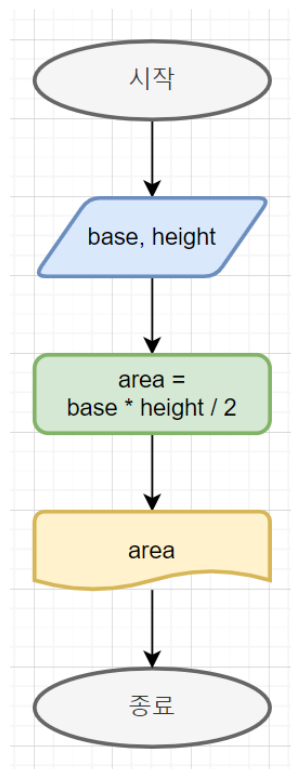 시작
base, height
area =
base * height / 2
area
종료